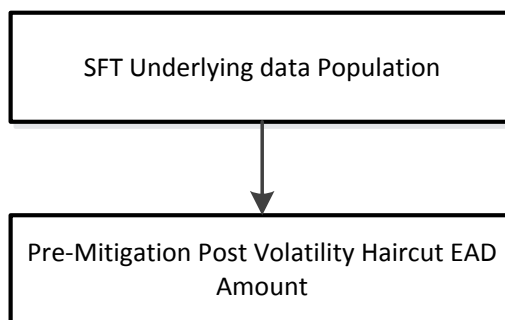 SFT Underlying data Population
Pre-Mitigation Post Volatility Haircut EAD
Amount